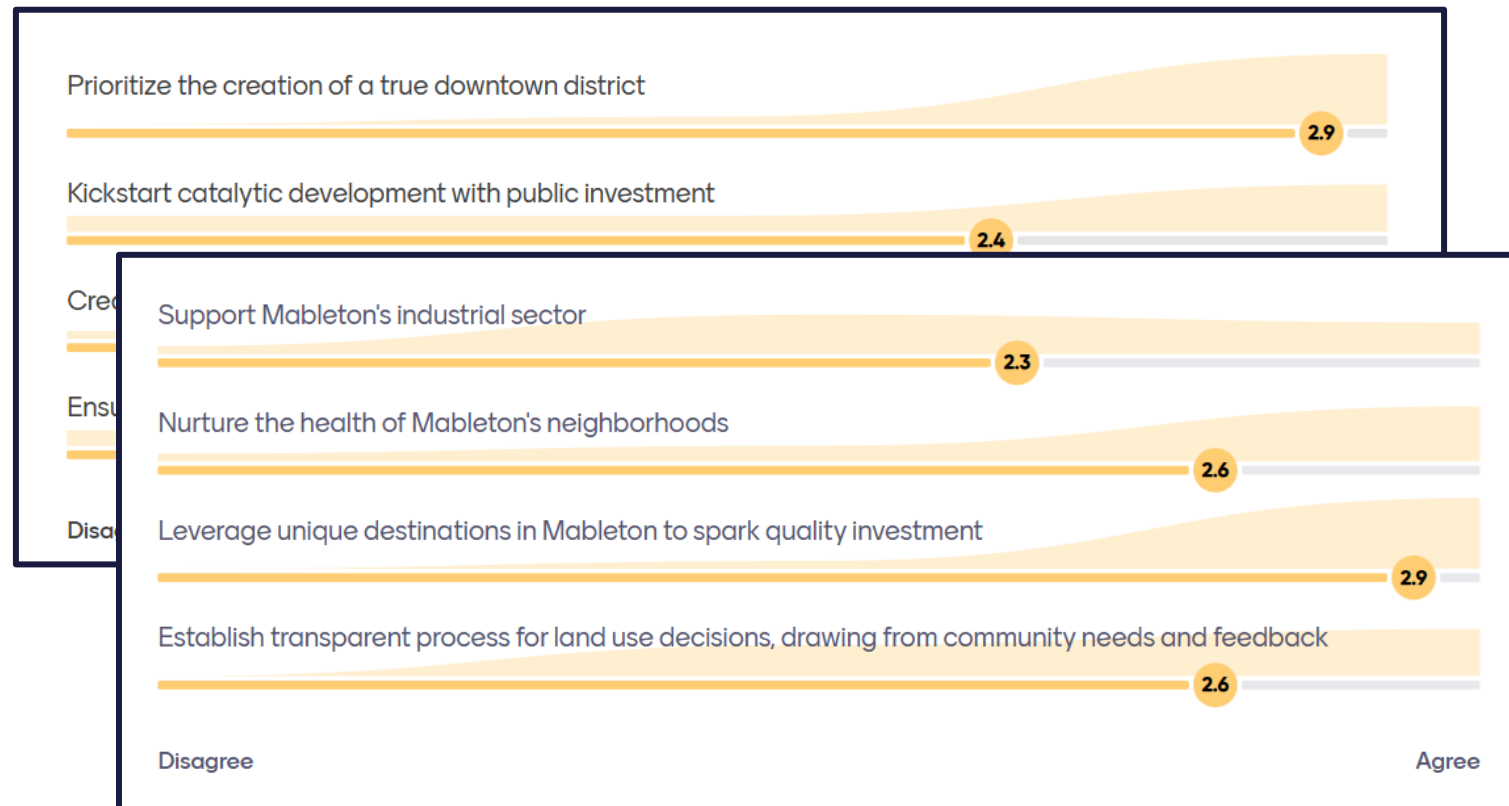 Prioritize the creation of a true downtown district
2.9
Kickstart catalytic development with public investment
2.4
Support Mableton's industrial sector
2.3
Nurture the health of Mableton's neighborhoods
2.6
Leverage unique destinations in Mableton to spark quality investment
2.9
Establish transparent process for land use decisions, drawing from community needs and feedback
2.6
Disagree
Agree